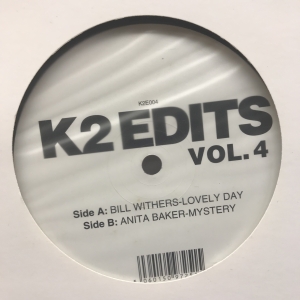 K2E004
K2 EDITS
VOL. 4
Side A: BILL WITHERS-LOVELY DAY
Side B: ANITA BAKER-MYSTERY